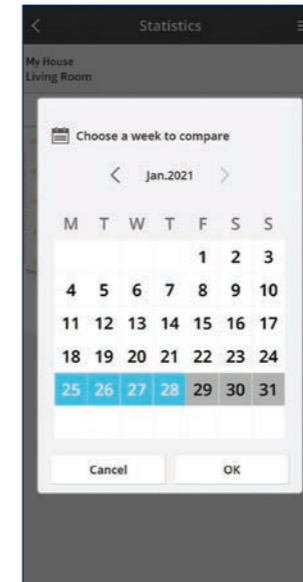 Statistics
My House
Living Room
Choose a week to compare
Jan.2021
M T W T F S S
1 2 3
4 5 6 7 8 9 10
11 12 13 14 15 16 17
18 19 20 21 22 23 24
25 26 27 28 29 30 31
Cancel OK